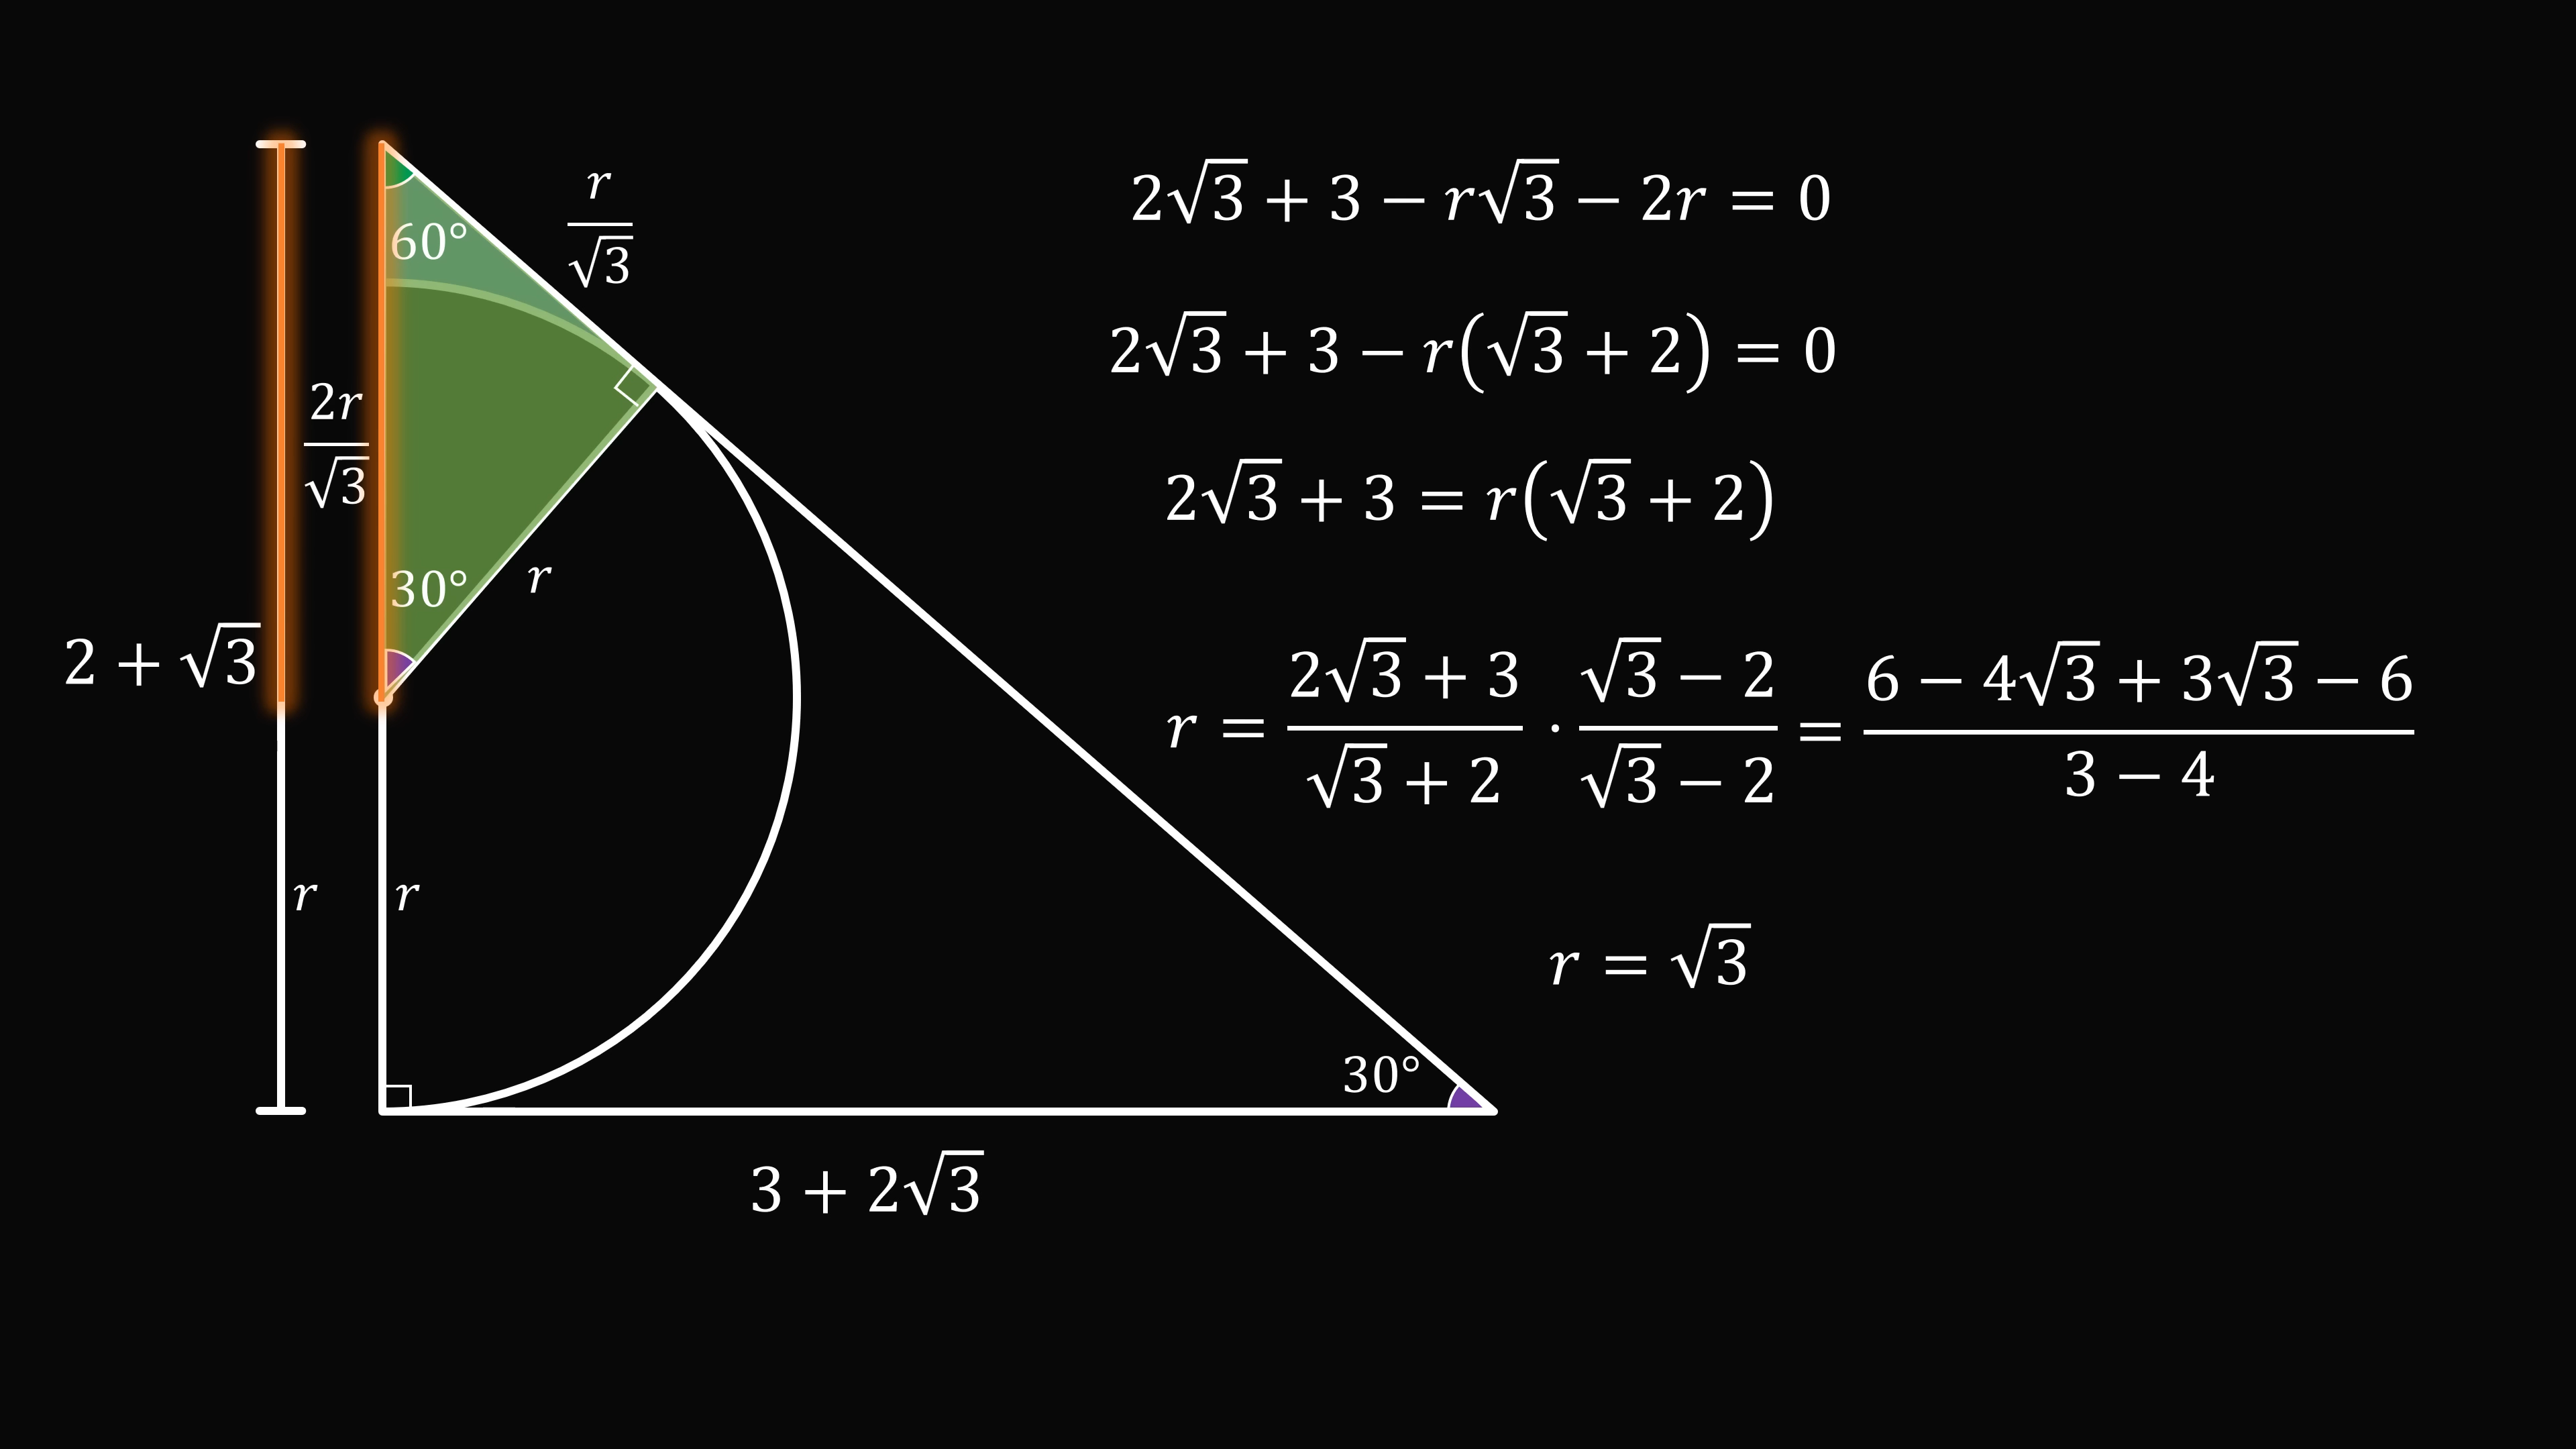 r/√3
60°
2r/√3
30°
r
2 + √3
r
r
30°
3 + 2√3
2√3 + 3 − r√3 − 2r = 0
2√3 + 3 − r(√3 + 2) = 0
2√3 + 3 = r(√3 + 2)
r = (2√3 + 3)/(√3 + 2) · (√3 − 2)/(√3 − 2) = (6 − 4√3 + 3√3 − 6)/(3 − 4)
r = √3